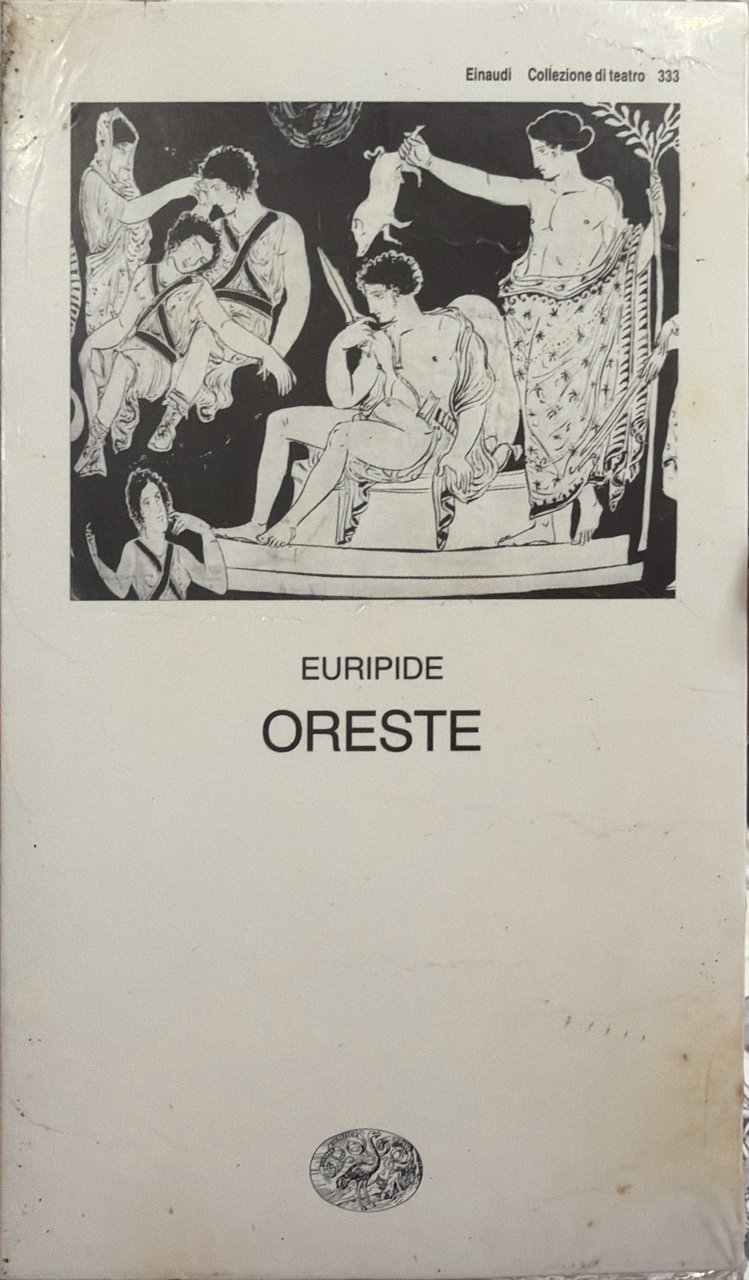 Einaudi Collezione di teatro 333
EURIPIDE
ORESTE